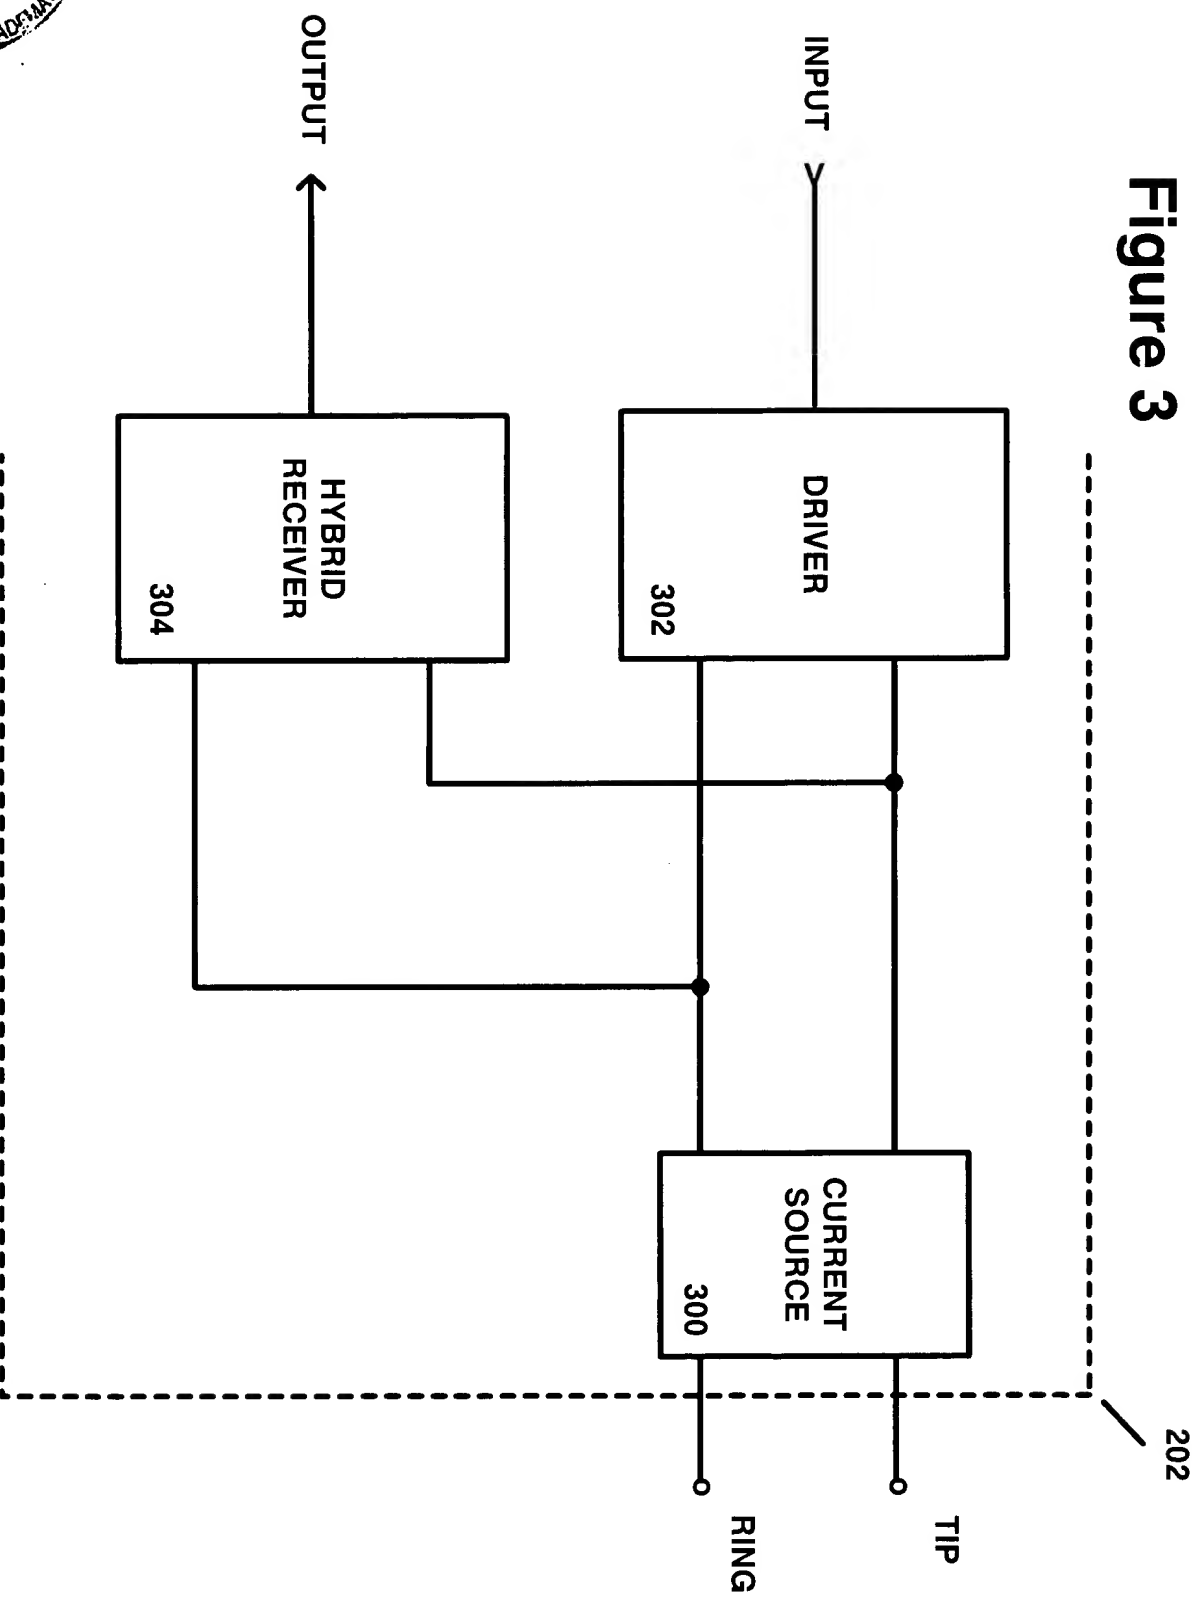 Figure 3
202
INPUT
DRIVER
302
CURRENT
SOURCE
300
TIP
RING
OUTPUT
HYBRID
RECEIVER
304